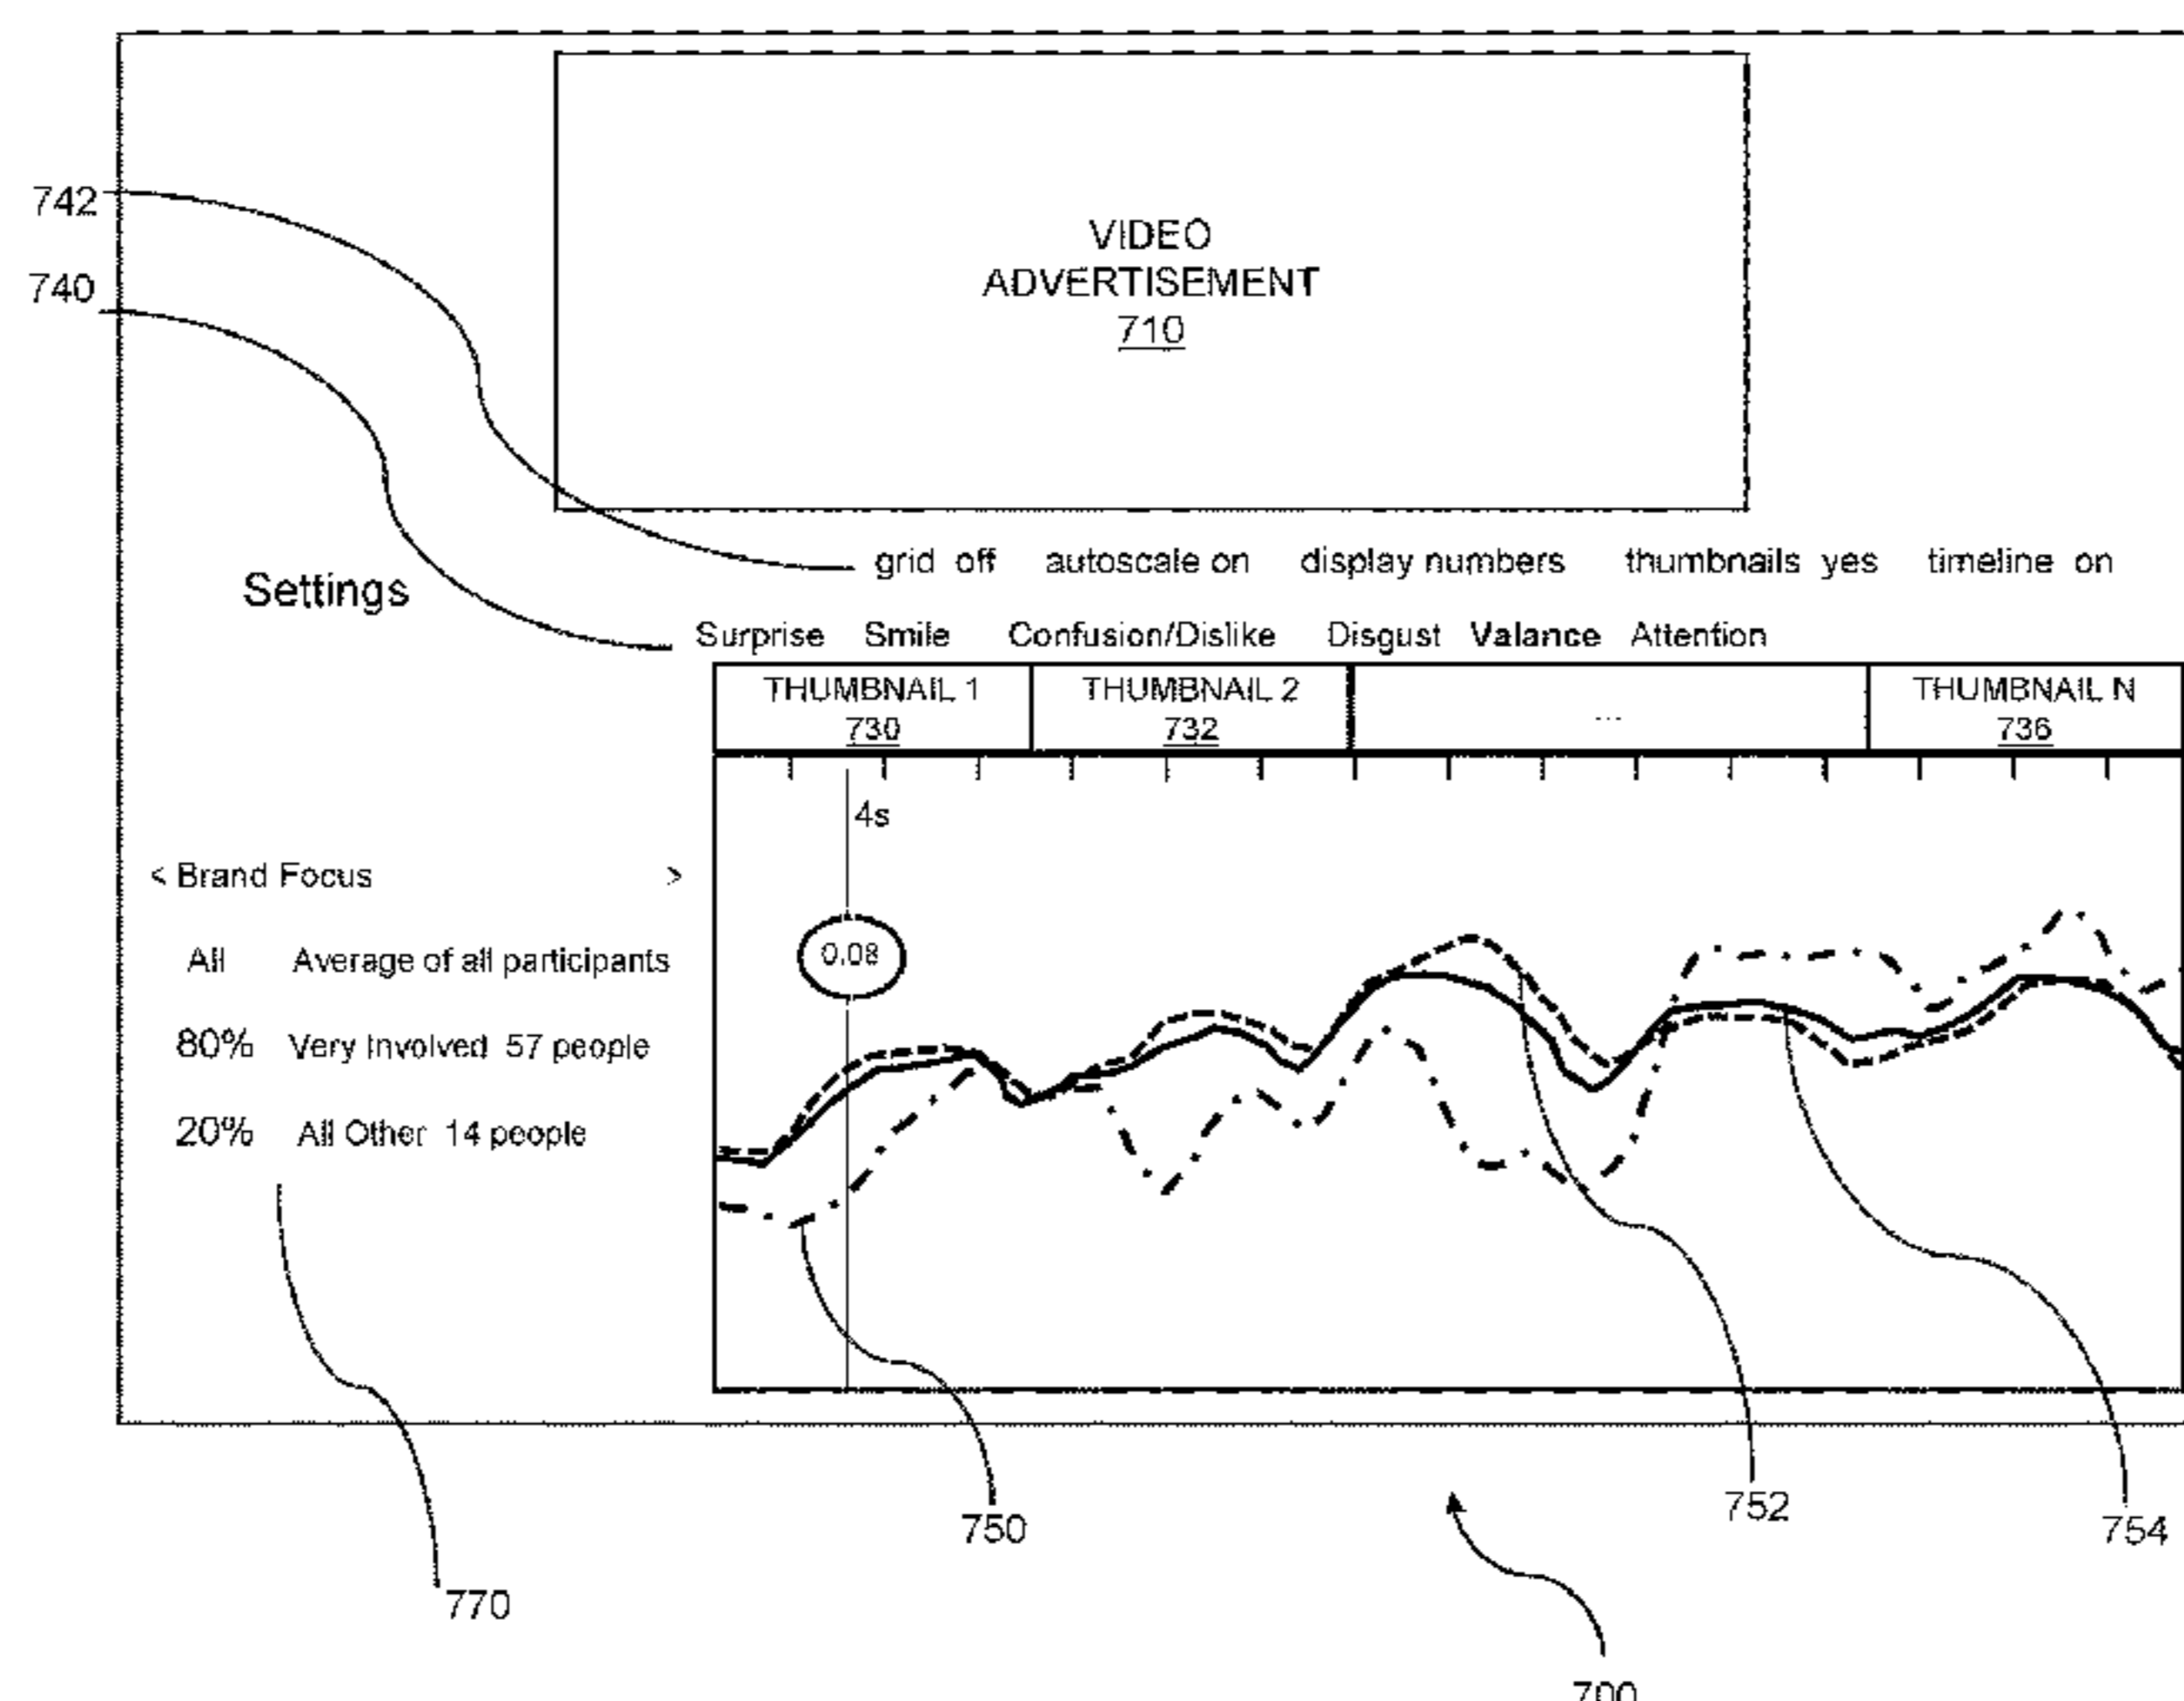 742
740
VIDEO
ADVERTISEMENT
710
grid off autoscale on display numbers thumbnails yes timeline on
Settings
Surprise Smile Confusion/Dislike Disgust Valance Attention
THUMBNAIL 1 THUMBNAIL 2 ... THUMBNAIL N
730 732 736
4s
< Brand Focus >
0.08
All Average of all participants
80% Very Involved 57 people
20% All Other 14 people
750
752
754
770
700